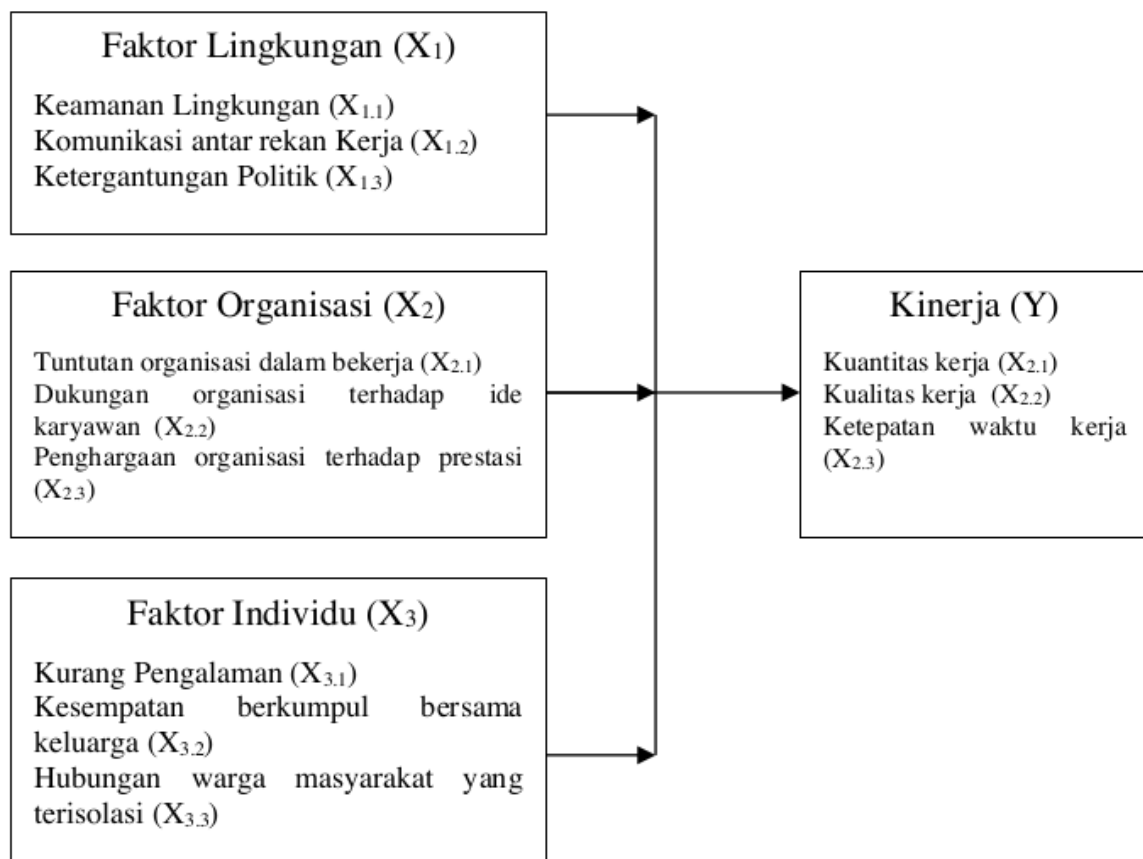 Faktor Lingkungan (X₁)
Keamanan Lingkungan (X₁.₁)
Komunikasi antar rekan Kerja (X₁.₂)
Ketergantungan Politik (X₁.₃)
Faktor Organisasi (X₂)
Tuntutan organisasi dalam bekerja (X₂.₁)
Dukungan organisasi terhadap ide
karyawan (X₂.₂)
Penghargaan organisasi terhadap prestasi
(X₂.₃)
Faktor Individu (X₃)
Kurang Pengalaman (X₃.₁)
Kesempatan berkumpul bersama
keluarga (X₃.₂)
Hubungan warga masyarakat yang
terisolasi (X₃.₃)
Kinerja (Y)
Kuantitas kerja (X₂.₁)
Kualitas kerja (X₂.₂)
Ketepatan waktu kerja
(X₂.₃)